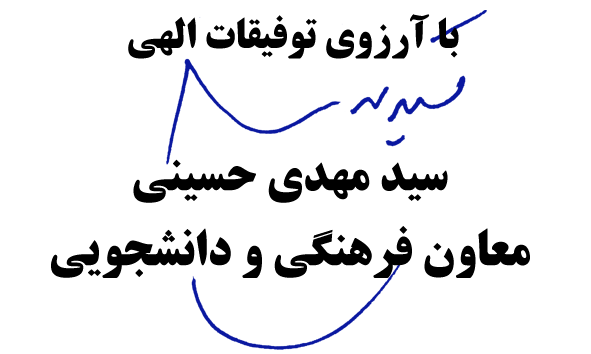 با آرزوی توفیقات الهی
سید مهدی حسینی
معاون فرهنگی و دانشجویی